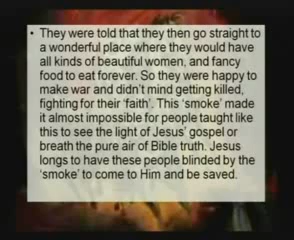 • They were told that they then go straight to
a wonderful place where they would have
all kinds of beautiful women, and fancy
food to eat forever. So they were happy to
make war and didn't mind getting killed,
fighting for their 'faith'. This 'smoke' made
it almost impossible for people taught like
this to see the light of Jesus' gospel or
breath the pure air of Bible truth. Jesus
longs to have these people blinded by the
'smoke' to come to Him and be saved.